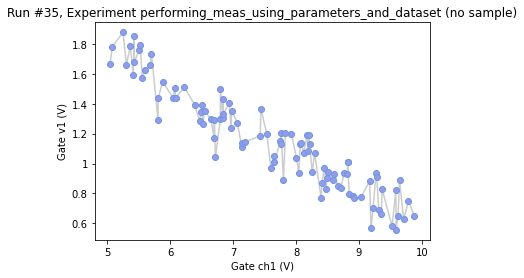 Run #35, Experiment performing_meas_using_parameters_and_dataset (no sample)
Gate v1 (V)
1.8
1.6
1.4
1.2
1
0.8
0.6
5 6 7 8 9 10
Gate ch1 (V)